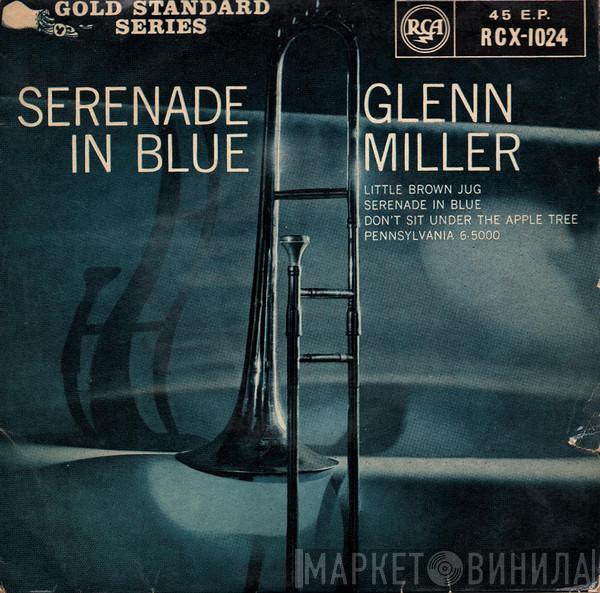 GOLD STANDARD
SERIES
RCA
45 E.P.
RCX-1024
SERENADE
IN BLUE
GLENN
MILLER
LITTLE BROWN JUG
SERENADE IN BLUE
DON'T SIT UNDER THE APPLE TREE
PENNSYLVANIA 6-5000
МАРКЕТ ВИНИЛА